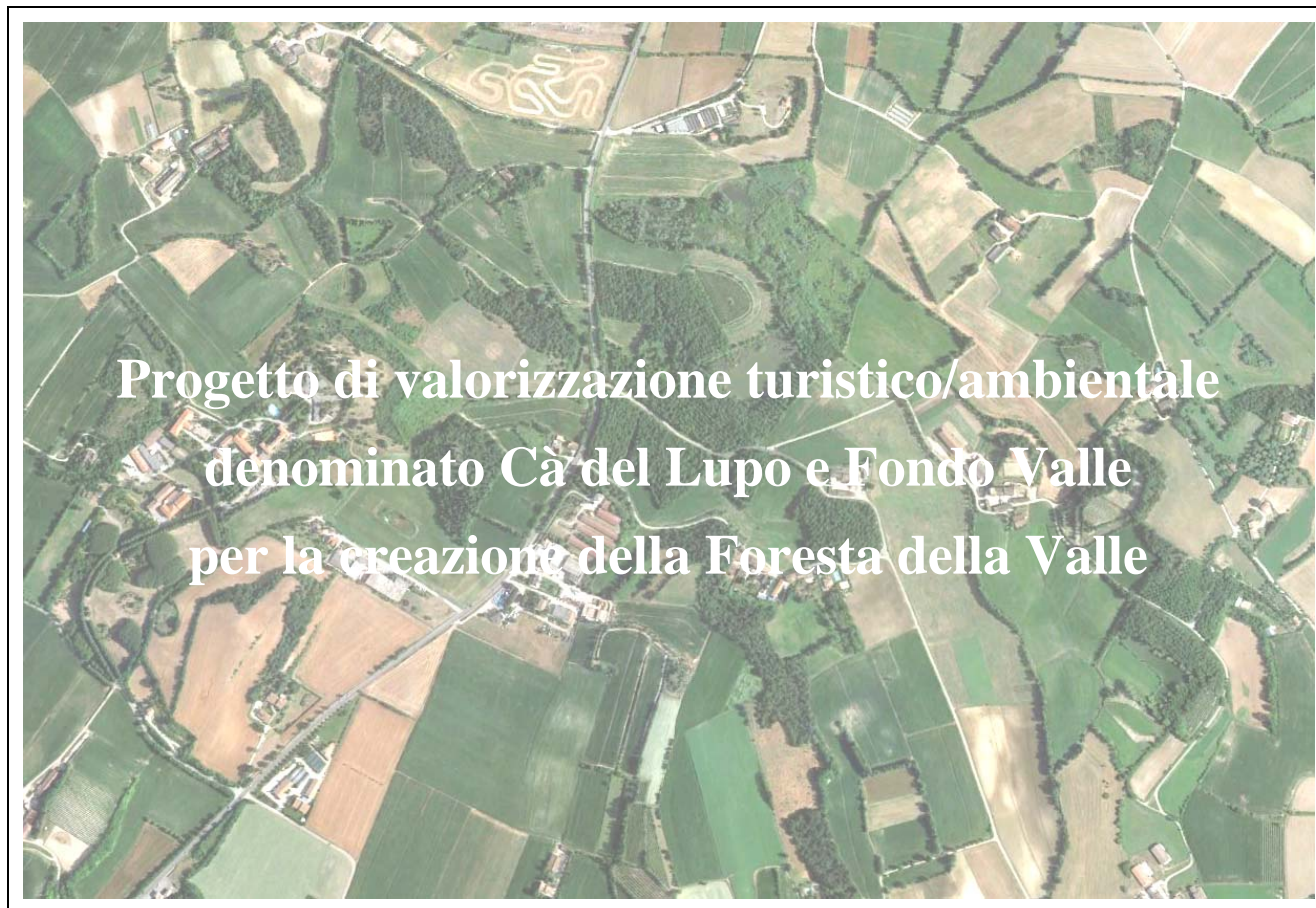 Progetto di valorizzazione turistico/ambientale
denominato Cà del Lupo e Fondo Valle
per la creazione della Foresta della Valle